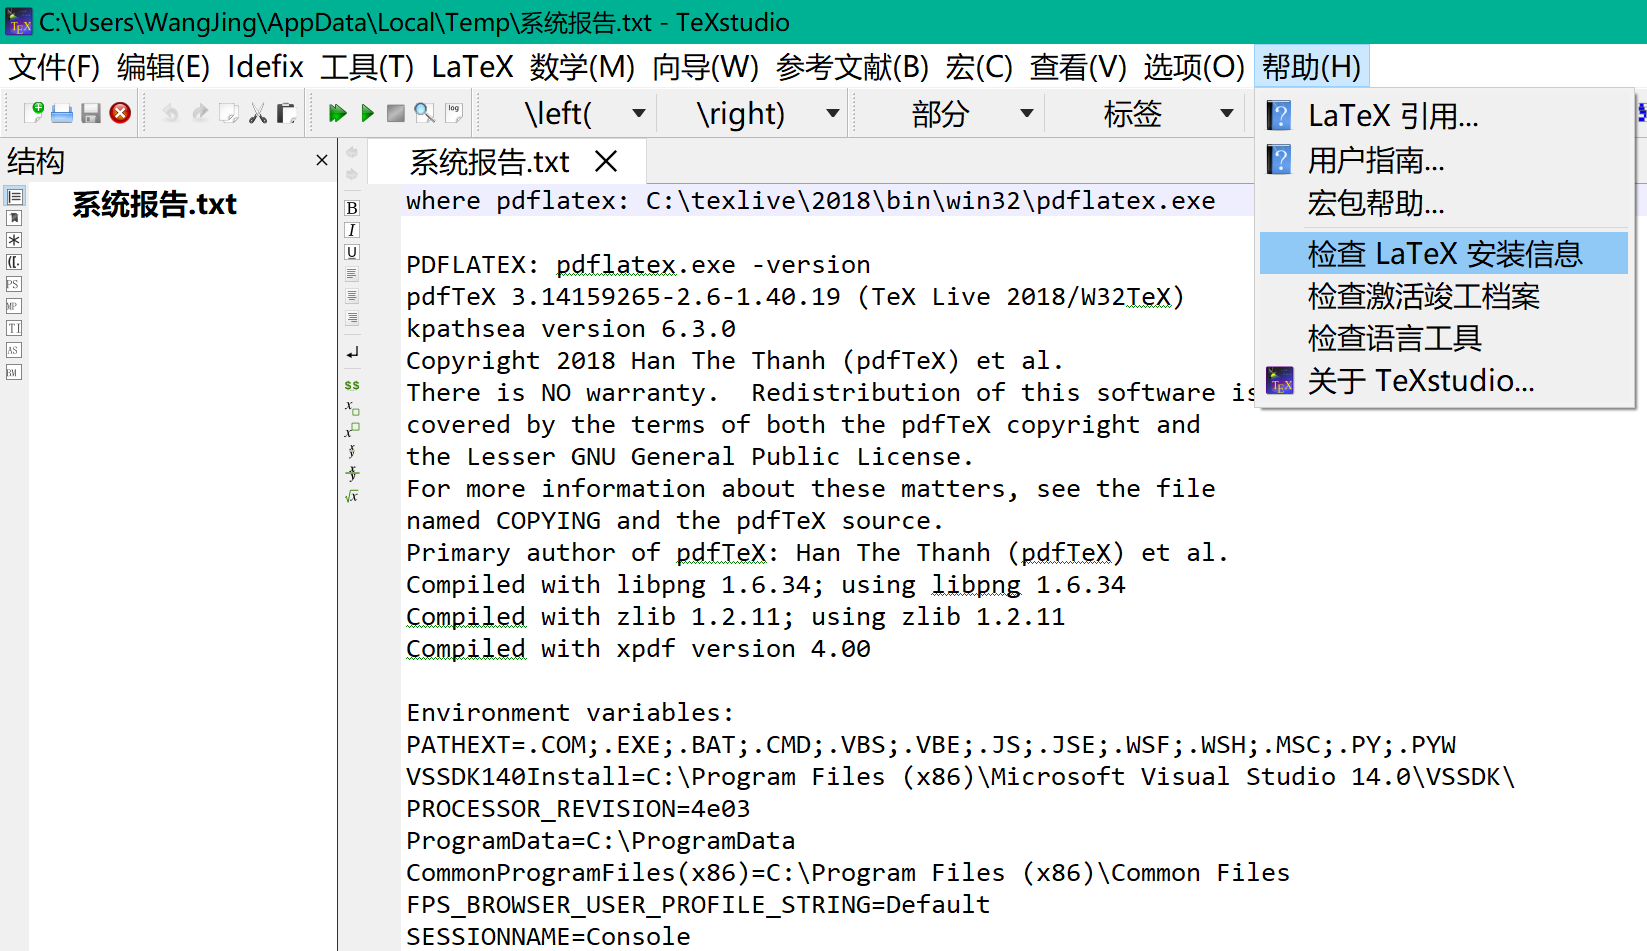 C:\Users\WangJing\AppData\Local\Temp\系统报告.txt - TeXstudio
文件(F) 编辑(E) Idefix 工具(T) LaTeX 数学(M) 向导(W) 参考文献(B) 宏(C) 查看(V) 选项(O) 帮助(H)
log \left( \right) 部分 标签
LaTeX 引用...
用户指南...
宏包帮助...
检查 LaTeX 安装信息
检查激活竣工档案
检查语言工具
关于 TeXstudio...
结构
系统报告.txt
系统报告.txt
B
I
U
$$
PS
MP
TI
AS
BM
where pdflatex: C:\texlive\2018\bin\win32\pdflatex.exe
PDFLATEX: pdflatex.exe -version
pdfTeX 3.14159265-2.6-1.40.19 (TeX Live 2018/W32TeX)
kpathsea version 6.3.0
Copyright 2018 Han The Thanh (pdfTeX) et al.
There is NO warranty.  Redistribution of this software is
covered by the terms of both the pdfTeX copyright and
the Lesser GNU General Public License.
For more information about these matters, see the file
named COPYING and the pdfTeX source.
Primary author of pdfTeX: Han The Thanh (pdfTeX) et al.
Compiled with libpng 1.6.34; using libpng 1.6.34
Compiled with zlib 1.2.11; using zlib 1.2.11
Compiled with xpdf version 4.00
Environment variables:
PATHEXT=.COM;.EXE;.BAT;.CMD;.VBS;.VBE;.JS;.JSE;.WSF;.WSH;.MSC;.PY;.PYW
VSSDK140Install=C:\Program Files (x86)\Microsoft Visual Studio 14.0\VSSDK\
PROCESSOR_REVISION=4e03
ProgramData=C:\ProgramData
CommonProgramFiles(x86)=C:\Program Files (x86)\Common Files
FPS_BROWSER_USER_PROFILE_STRING=Default
SESSIONNAME=Console